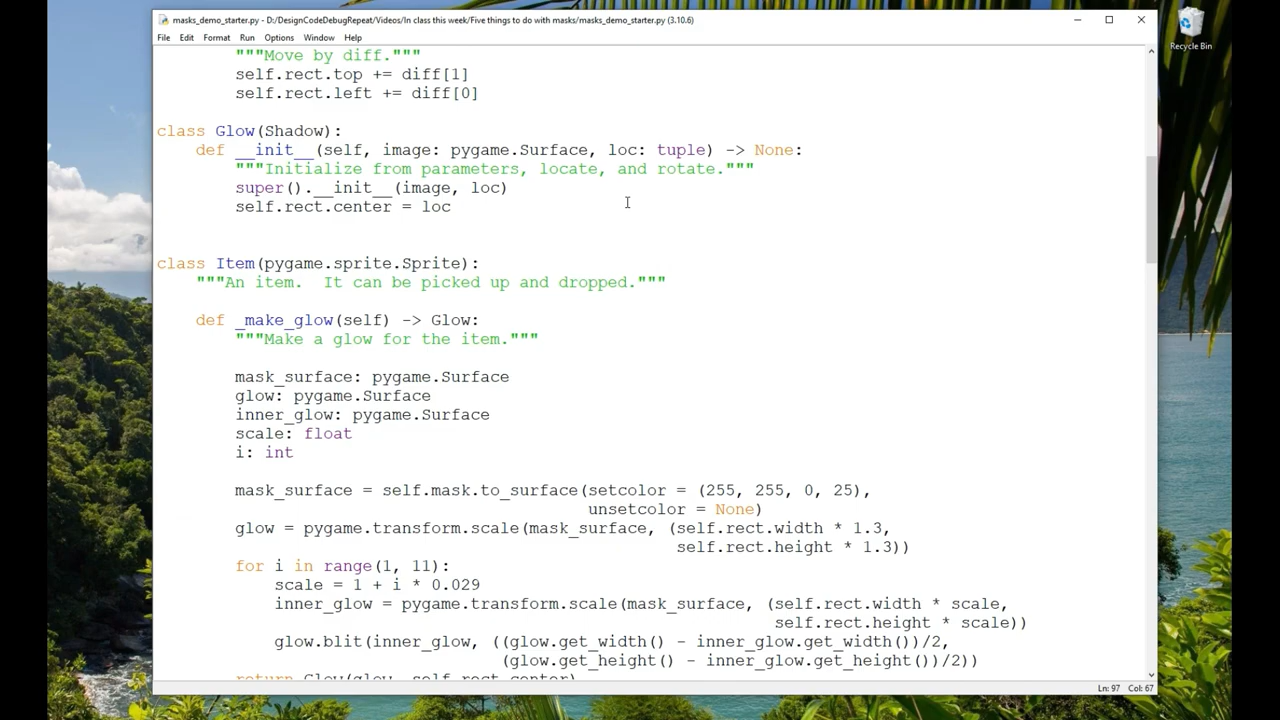 masks_demo_starter.py - D:/DesignCodeDebugRepeat/Videos/In class this week/Five things to do with masks/masks_demo_starter.py (3.10.6)
File Edit Format Run Options Window Help
Recycle Bin
"""Move by diff."""
self.rect.top += diff[1]
self.rect.left += diff[0]
class Glow(Shadow):
def __init__(self, image: pygame.Surface, loc: tuple) -> None:
"""Initialize from parameters, locate, and rotate."""
super().__init__(image, loc)
self.rect.center = loc
class Item(pygame.sprite.Sprite):
"""An item.  It can be picked up and dropped."""
def _make_glow(self) -> Glow:
"""Make a glow for the item."""
mask_surface: pygame.Surface
glow: pygame.Surface
inner_glow: pygame.Surface
scale: float
i: int
mask_surface = self.mask.to_surface(setcolor = (255, 255, 0, 25),
unsetcolor = None)
glow = pygame.transform.scale(mask_surface, (self.rect.width * 1.3,
self.rect.height * 1.3))
for i in range(1, 11):
scale = 1 + i * 0.029
inner_glow = pygame.transform.scale(mask_surface, (self.rect.width * scale,
self.rect.height * scale))
glow.blit(inner_glow, ((glow.get_width() - inner_glow.get_width())/2,
(glow.get_height() - inner_glow.get_height())/2))
return Glow(glow, self.rect.center)
Ln: 97 Col: 67